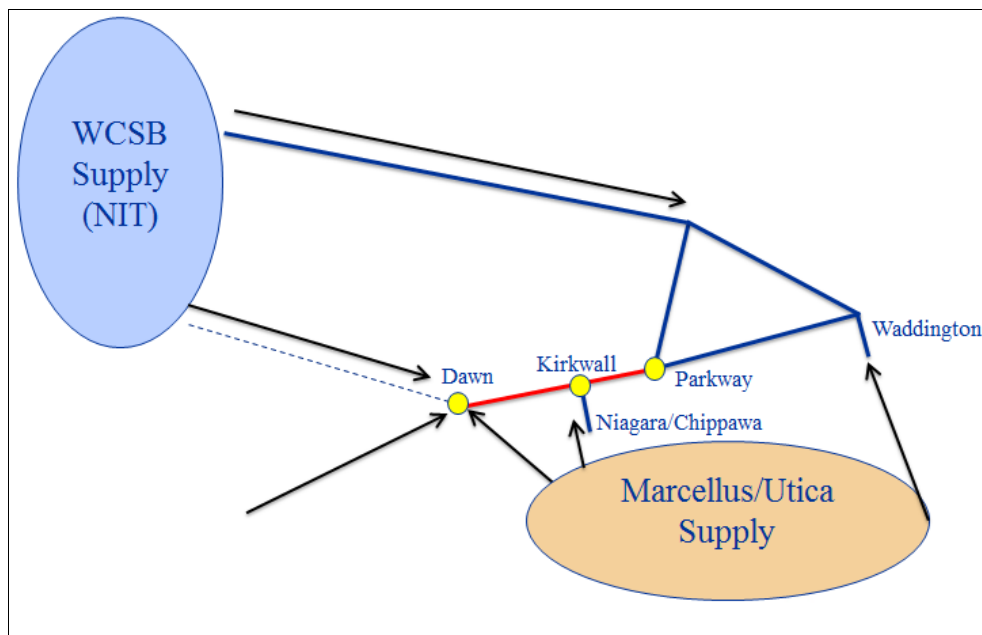 WCSB
Supply
(NIT)
Waddington
Kirkwall
Dawn
Parkway
Niagara/Chippawa
Marcellus/Utica
Supply